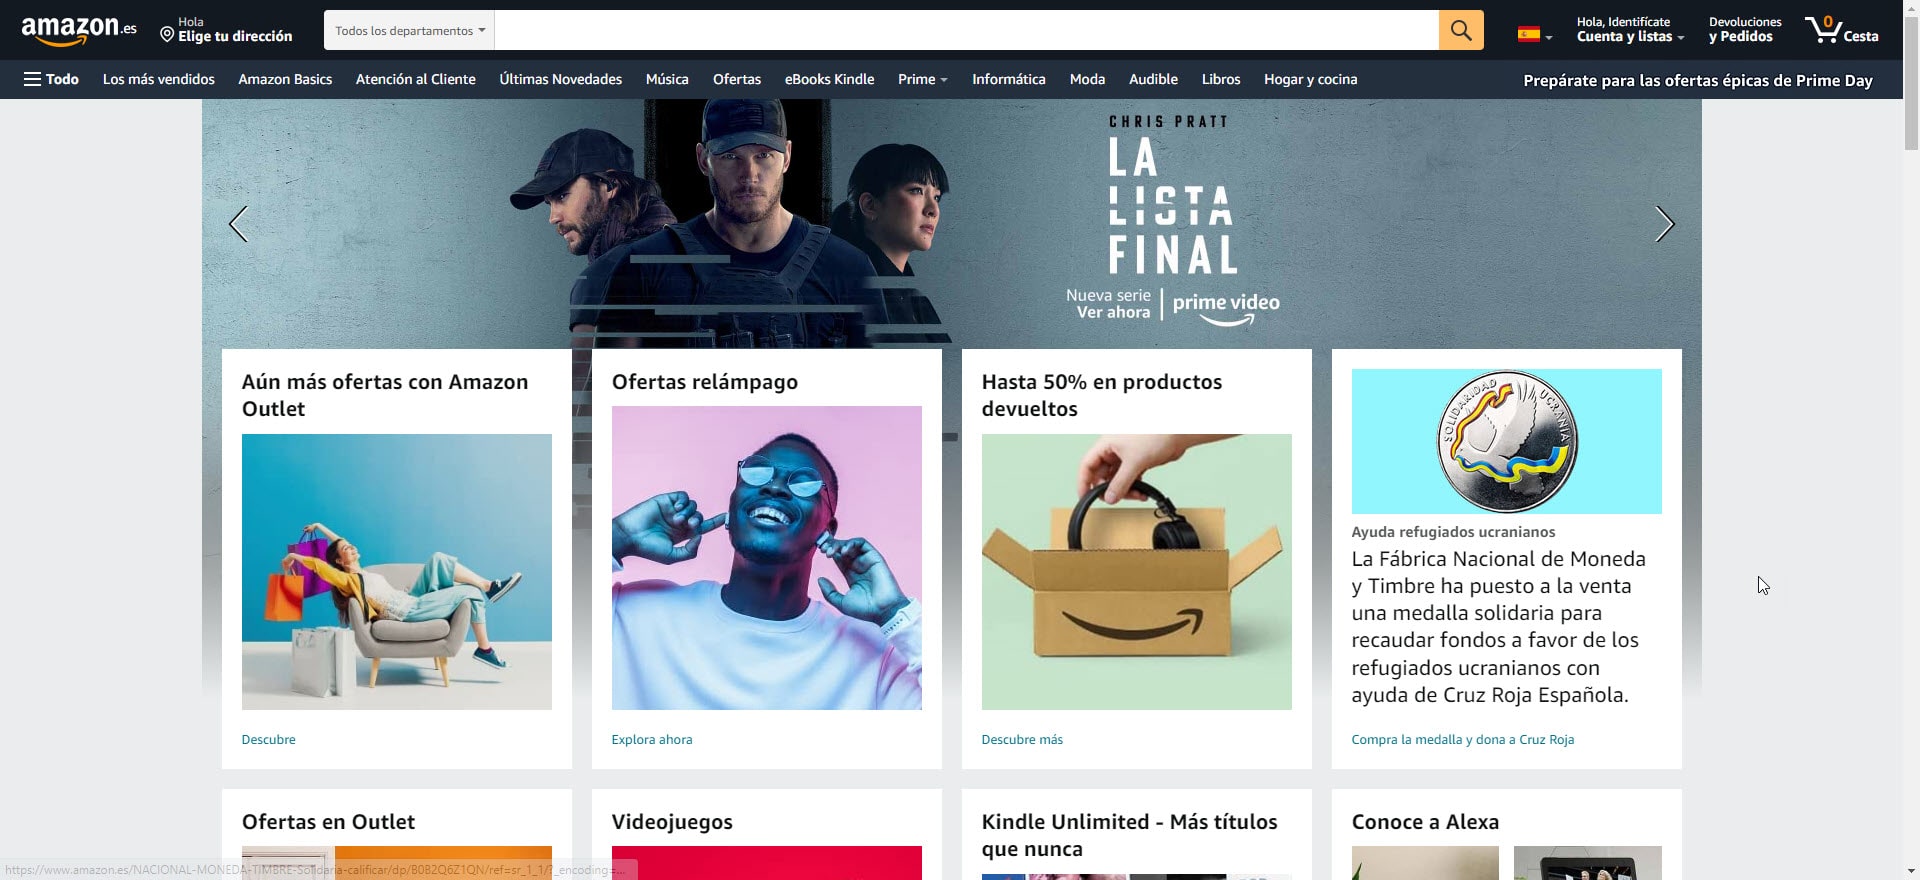 amazon.es
Hola
Elige tu dirección
Todos los departamentos
Hola, Identifícate
Cuenta y listas
Devoluciones
y Pedidos
0
Cesta
Todo
Los más vendidos
Amazon Basics
Atención al Cliente
Últimas Novedades
Música
Ofertas
eBooks Kindle
Prime
Informática
Moda
Audible
Libros
Hogar y cocina
Prepárate para las ofertas épicas de Prime Day
CHRIS PRATT
LA
LISTA
FINAL
Nueva serie
Ver ahora
prime video
Aún más ofertas con Amazon
Outlet
Descubre
Ofertas relámpago
Explora ahora
Hasta 50% en productos
devueltos
Descubre más
SOLIDARIDAD
UCRANIA
Ayuda refugiados ucranianos
La Fábrica Nacional de Moneda
y Timbre ha puesto a la venta
una medalla solidaria para
recaudar fondos a favor de los
refugiados ucranianos con
ayuda de Cruz Roja Española.
Compra la medalla y dona a Cruz Roja
Ofertas en Outlet
Videojuegos
Kindle Unlimited - Más títulos
que nunca
Conoce a Alexa
https://www.amazon.es/NACIONAL-MONEDA-TIMBRE-Solidaria-calificar/dp/B0B2Q6Z1QN/ref=sr_1_1/?_encoding=...